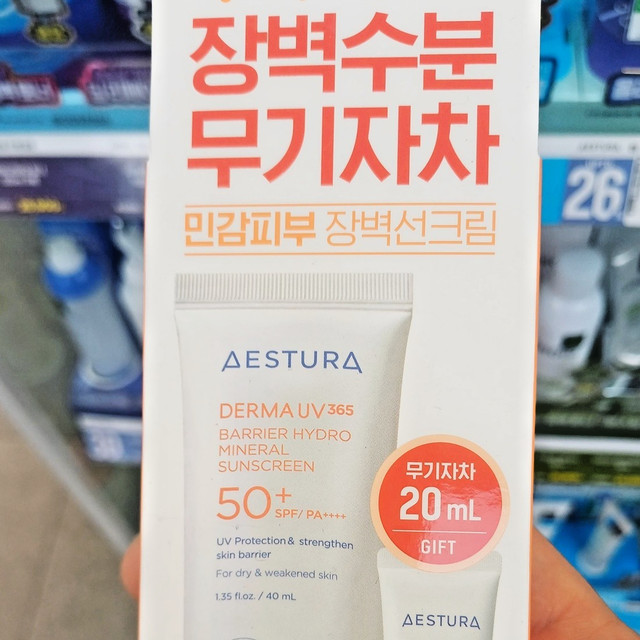 장벽수분
무기자차
민감피부 장벽선크림
AESTURA
DERMA UV 365
BARRIER HYDRO
MINERAL
SUNSCREEN
50+
SPF/ PA++++
UV Protection & strengthen
skin barrier
For dry & weakened skin
1.35 fl.oz. / 40 mL
무기자차
20 mL
GIFT
AESTURA
26